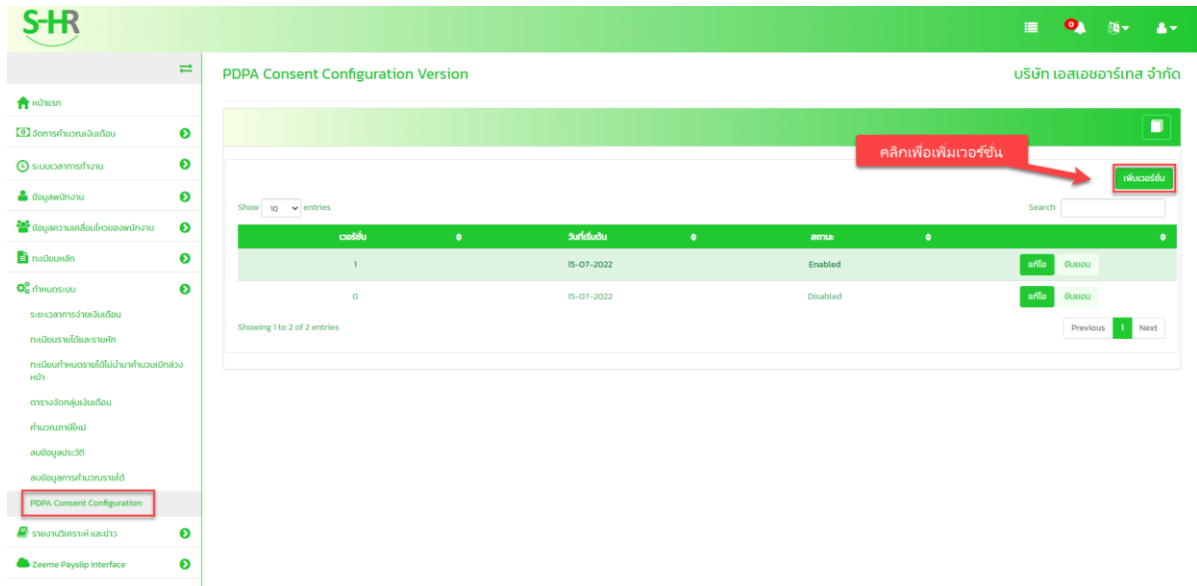 S-HR
0
PDPA Consent Configuration Version
บริษัท เอสเอชอาร์เทส จำกัด
หน้าแรก
จัดการคำนวณเงินเดือน
ระบบเวลาการทำงาน
ข้อมูลพนักงาน
ข้อมูลความเคลื่อนไหวของพนักงาน
ทะเบียนหลัก
กำหนดระบบ
ระยะเวลาการจ่ายเงินเดือน
ทะเบียนรายได้และรายหัก
ทะเบียนกำหนดรายได้ไม่นำมาคำนวนเบิกล่วง
หน้า
ตารางจัดกลุ่มเงินเดือน
คำนวณภาษีใหม่
ลบข้อมูลประวัติ
ลบข้อมูลการคำนวณรายได้
PDPA Consent Configuration
รายงานวิเคราะห์ และข่าว
Zeeme Payslip Interface
คลิกเพื่อเพิ่มเวอร์ชั่น
เพิ่มเวอร์ชั่น
Show 10 entries
Search:
เวอร์ชั่น วันที่เริ่มต้น สถานะ
1 15-07-2022 Enabled แก้ไข ยินยอม
0 15-07-2022 Disabled แก้ไข ยินยอม
Showing 1 to 2 of 2 entries
Previous 1 Next